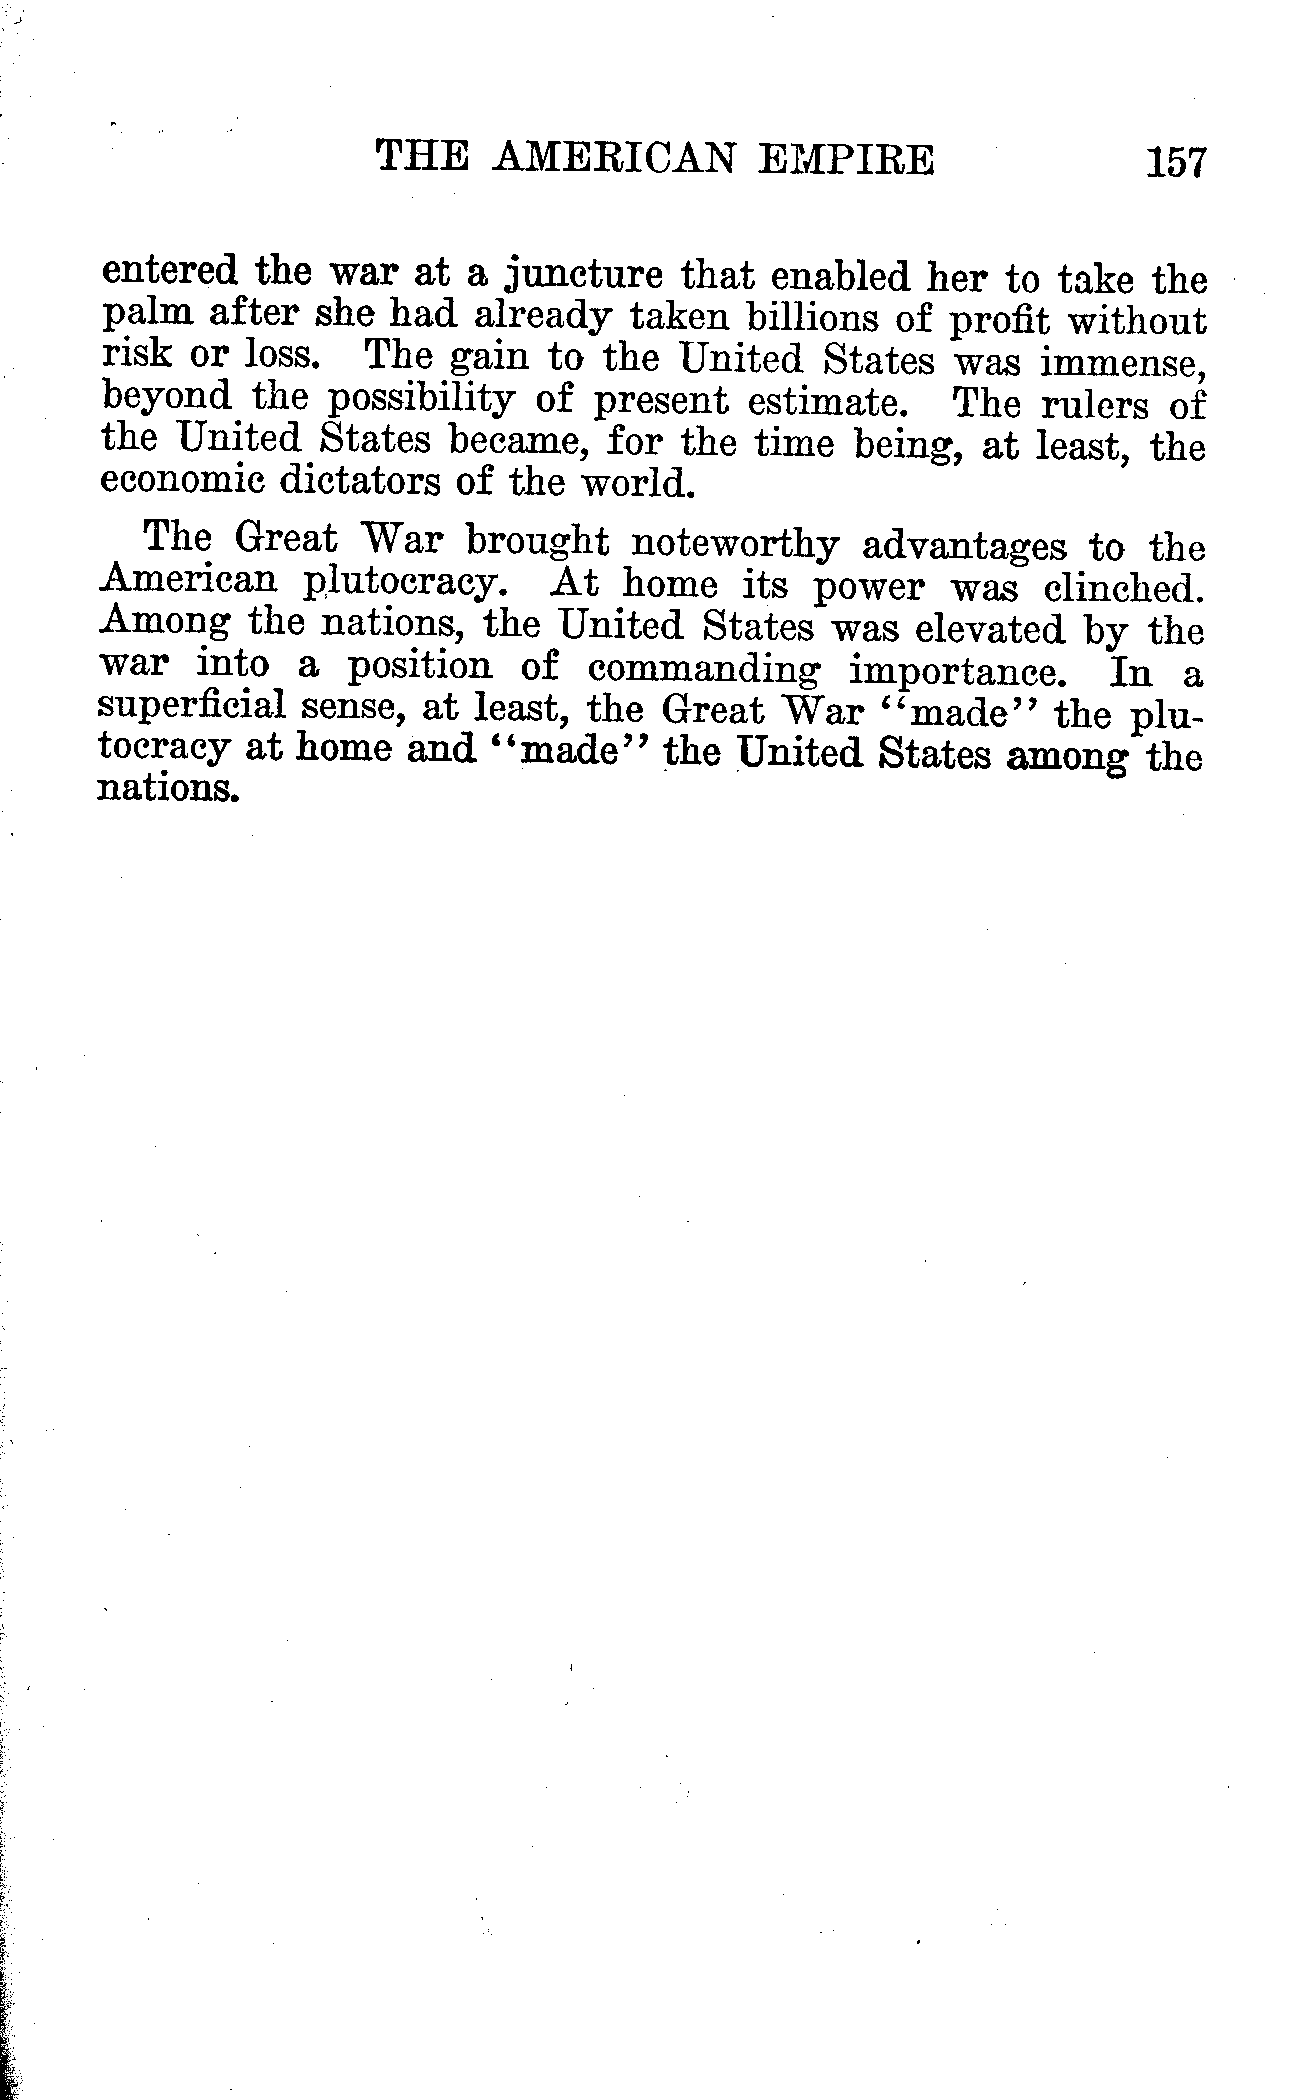 THE AMERICAN EMPIRE 157
entered the war at a juncture that enabled her to take the
palm after she had already taken billions of profit without
risk or loss. The gain to the United States was immense,
beyond the possibility of present estimate. The rulers of
the United States became, for the time being, at least, the
economic dictators of the world.
The Great War brought noteworthy advantages to the
American plutocracy. At home its power was clinched.
Among the nations, the United States was elevated by the
war into a position of commanding importance. In a
superficial sense, at least, the Great War “made” the plu-
tocracy at home and “made” the United States among the
nations.